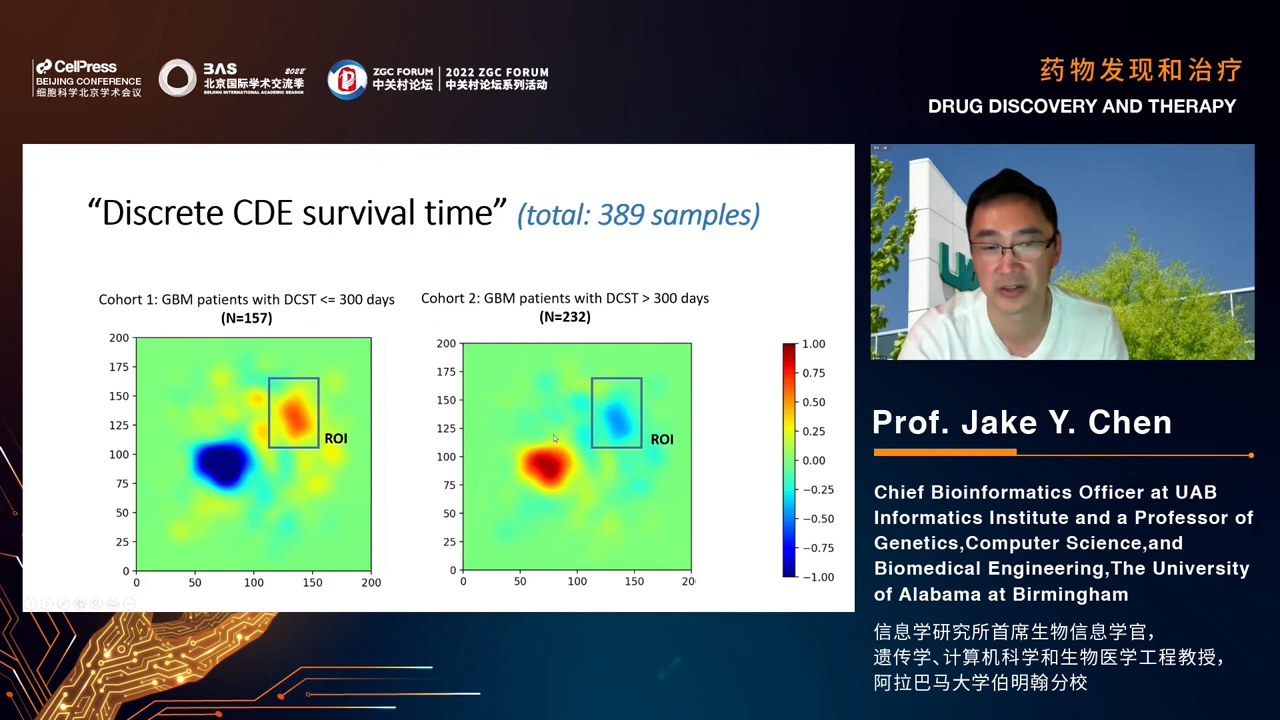 CelPress
BEIJING CONFERENCE
细胞科学北京学术会议
BAS 2022
北京国际学术交流季
BEIJING INTERNATIONAL ACADEMIC SEASON
ZGC FORUM
中关村论坛
2022 ZGC FORUM
中关村论坛系列活动
药物发现和治疗
DRUG DISCOVERY AND THERAPY
“Discrete CDE survival time” (total: 389 samples)
Cohort 1: GBM patients with DCST <= 300 days
(N=157)
Cohort 2: GBM patients with DCST > 300 days
(N=232)
200
175
150
125
100
75
50
25
0
0 50 100 150 200
ROI
200
175
150
125
100
75
50
25
0
0 50 100 150 20
ROI
1.00
0.75
0.50
0.25
0.00
−0.25
−0.50
−0.75
−1.00
Prof. Jake Y. Chen
Chief Bioinformatics Officer at UAB
Informatics Institute and a Professor of
Genetics,Computer Science,and
Biomedical Engineering,The University
of Alabama at Birmingham
信息学研究所首席生物信息学官，
遗传学、计算机科学和生物医学工程教授，
阿拉巴马大学伯明翰分校